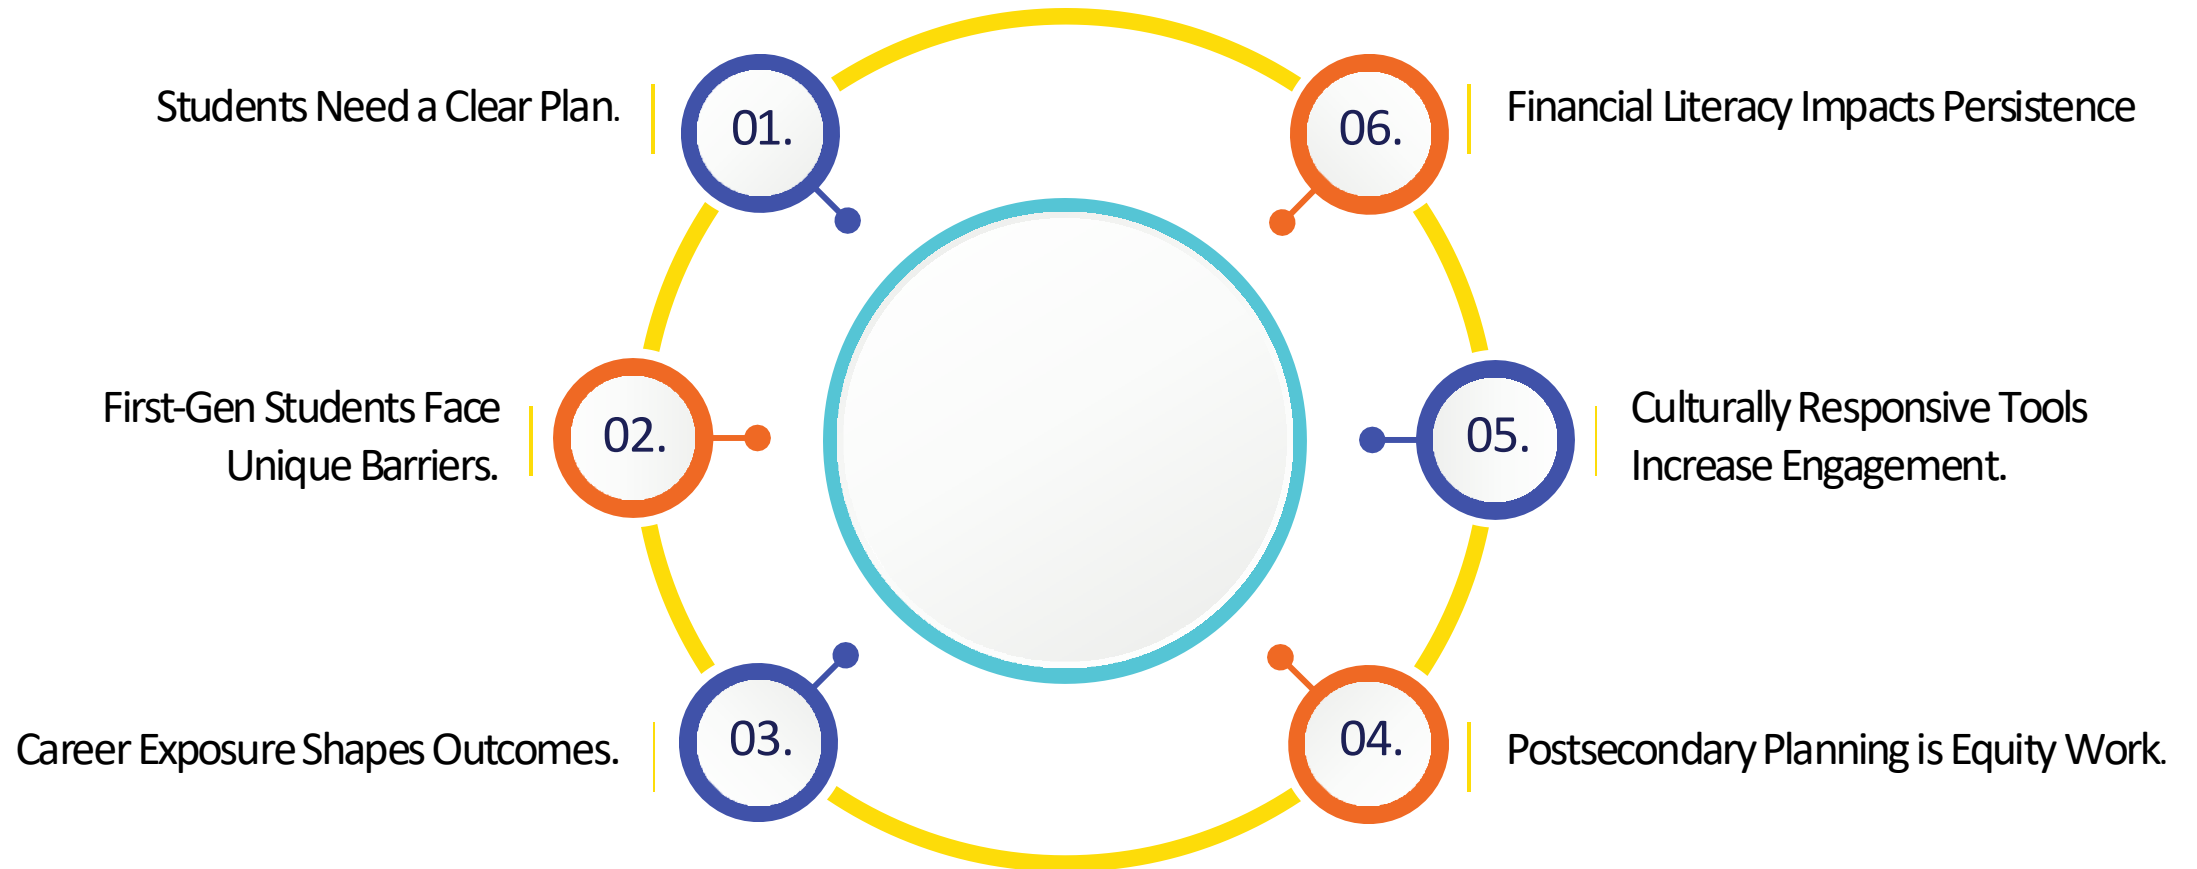 Students Need a Clear Plan.
01.
First-Gen Students Face
Unique Barriers.
02.
Career Exposure Shapes Outcomes.
03.
04.
Postsecondary Planning is Equity Work.
05.
Culturally Responsive Tools
Increase Engagement.
06.
Financial Literacy Impacts Persistence